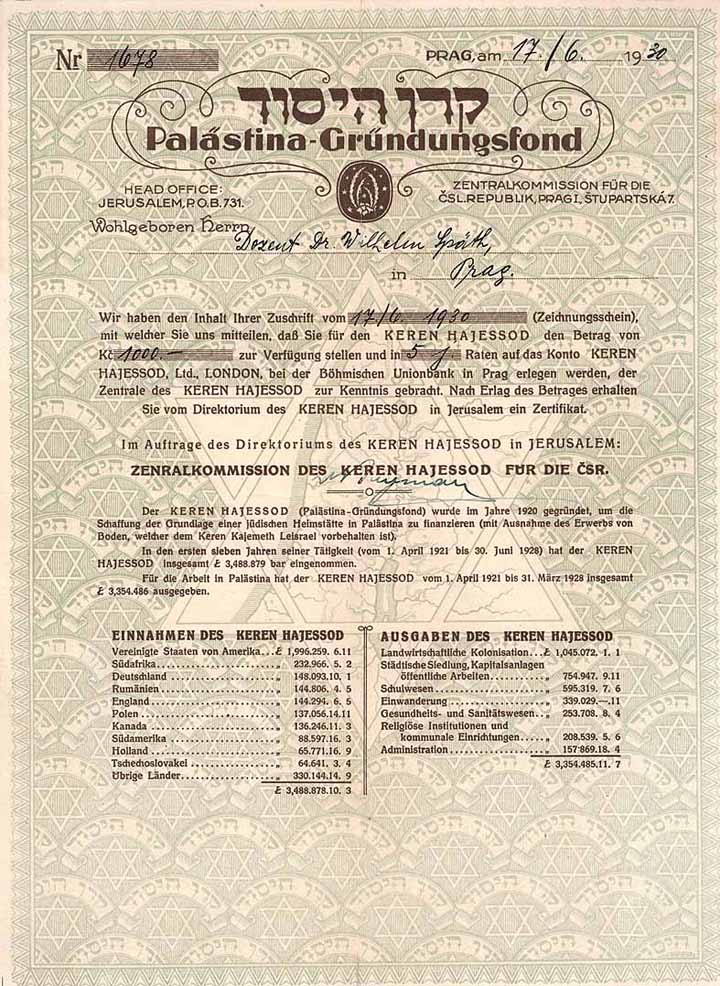 Nr 1678
PRAG, am 17./6. 1930
קרן היסוד
Palästina-Gründungsfond
HEAD OFFICE:
JERUSALEM, P.O.B. 731.
ZENTRALKOMMISSION FÜR DIE
ČSL. REPUBLIK, PRAG I, ŠTUPARTSKÁ 7.
Wohlgeboren Herrn
Dozent Dr. Wilhelm Späth,
in Prag.
Wir haben den Inhalt Ihrer Zuschrift vom 17/6 1930 (Zeichnungsschein),
mit welcher Sie uns mitteilen, daß Sie für den KEREN HAJESSOD den Betrag von
Kč 1000.— zur Verfügung stellen und in 5 Raten auf das Konto KEREN
HAJESSOD, Ltd., LONDON, bei der Böhmischen Unionbank in Prag erlegen werden, der
Zentrale des KEREN HAJESSOD zur Kenntnis gebracht. Nach Erlag des Betrages erhalten
Sie vom Direktorium des KEREN HAJESSOD in Jerusalem ein Zertifikat.
Im Auftrage des Direktoriums des KEREN HAJESSOD in JERUSALEM:
ZENRALKOMMISSION DES KEREN HAJESSOD FÜR DIE ČSR.
Der KEREN HAJESSOD (Palästina-Gründungsfond) wurde im Jahre 1920 gegründet, um die
Schaffung der Grundlage einer jüdischen Heimstätte in Palästina zu finanzieren (mit Ausnahme des Erwerbs von
Boden, welcher dem Keren Kajemeth Leisrael vorbehalten ist).
In den ersten sieben Jahren seiner Tätigkeit (vom 1. April 1921 bis 30. Juni 1928) hat der KEREN
HAJESSOD insgesamt £ 3,488.879 bar eingenommen.
Für die Arbeit in Palästina hat der KEREN HAJESSOD vom 1. April 1921 bis 31. März 1928 insgesamt
£ 3,354.486 ausgegeben.
EINNAHMEN DES KEREN HAJESSOD
Vereinigte Staaten von Amerika...£ 1,996.259. 6.11
Südafrika...................„ 232.966. 5. 2
Deutschland...................„ 148.093.10. 1
Rumänien...................„ 144.806. 4. 5
England...................„ 144.294. 6. 5
Polen...................„ 137.056.14.11
Kanada...................„ 136.246.11. 3
Südamerika...................„ 88.597.16. 3
Holland...................„ 65.771.16. 9
Tschechoslovakei...................„ 64.641. 3. 4
Übrige Länder...................„ 330.144.14. 9
£ 3,488.878.10. 3
AUSGABEN DES KEREN HAJESSOD
Landwirtschaftliche Kolonisation...£ 1,045.072. 1. 1
Städtische Siedlung, Kapitalsanlagen
öffentliche Arbeiten...........„ 754.947. 9.11
Schulwesen...................„ 595.319. 7. 6
Einwanderung...................„ 339.029.—.11
Gesundheits- und Sanitätswesen..„ 253.708. 8. 4
Religiöse Institutionen und
kommunale Einrichtungen.....„ 208.539. 5. 6
Administration...................„ 157.869.18. 4
£ 3,354.485.11. 7